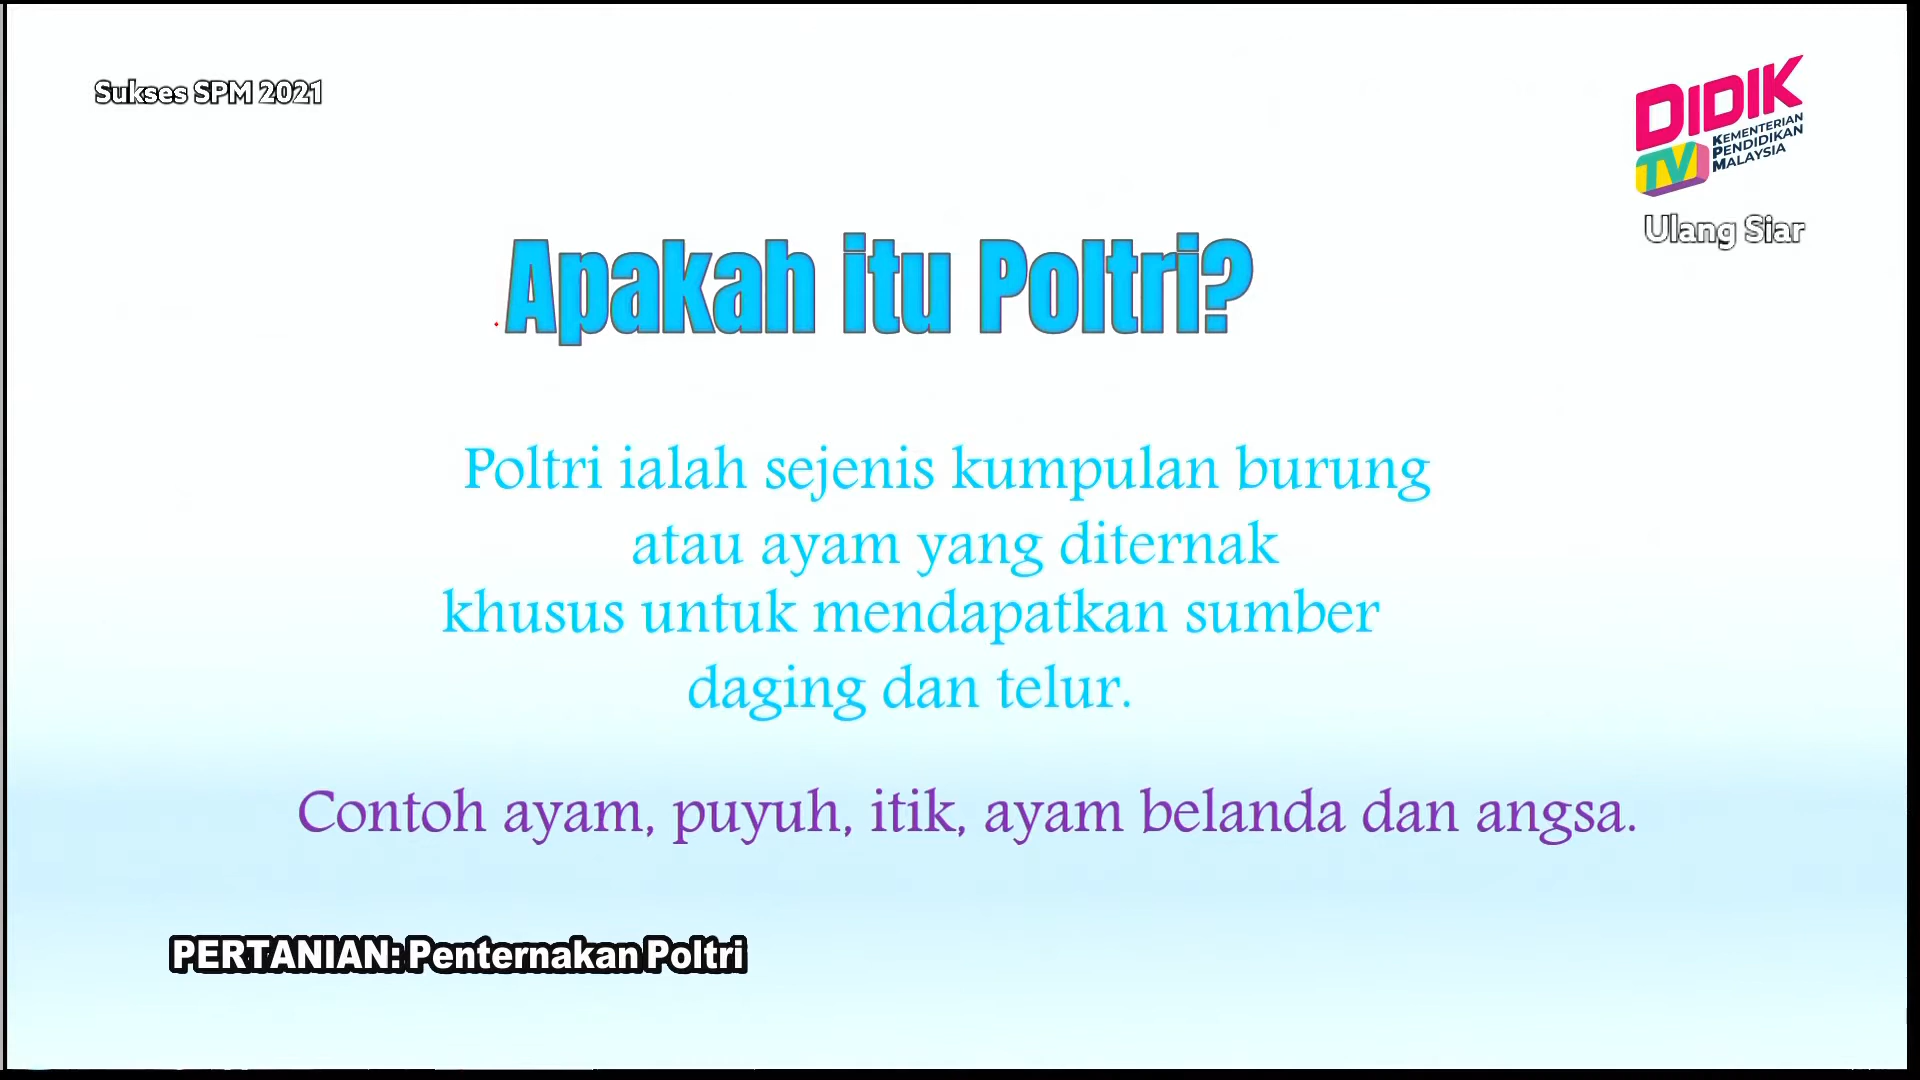 Sukses SPM 2021
DIDIK
TV
KEMENTERIAN
PENDIDIKAN
MALAYSIA
Ulang Siar
Apakah itu Poltri?
Poltri ialah sejenis kumpulan burung
atau ayam yang diternak
khusus untuk mendapatkan sumber
daging dan telur.
Contoh ayam, puyuh, itik, ayam belanda dan angsa.
PERTANIAN: Penternakan Poltri